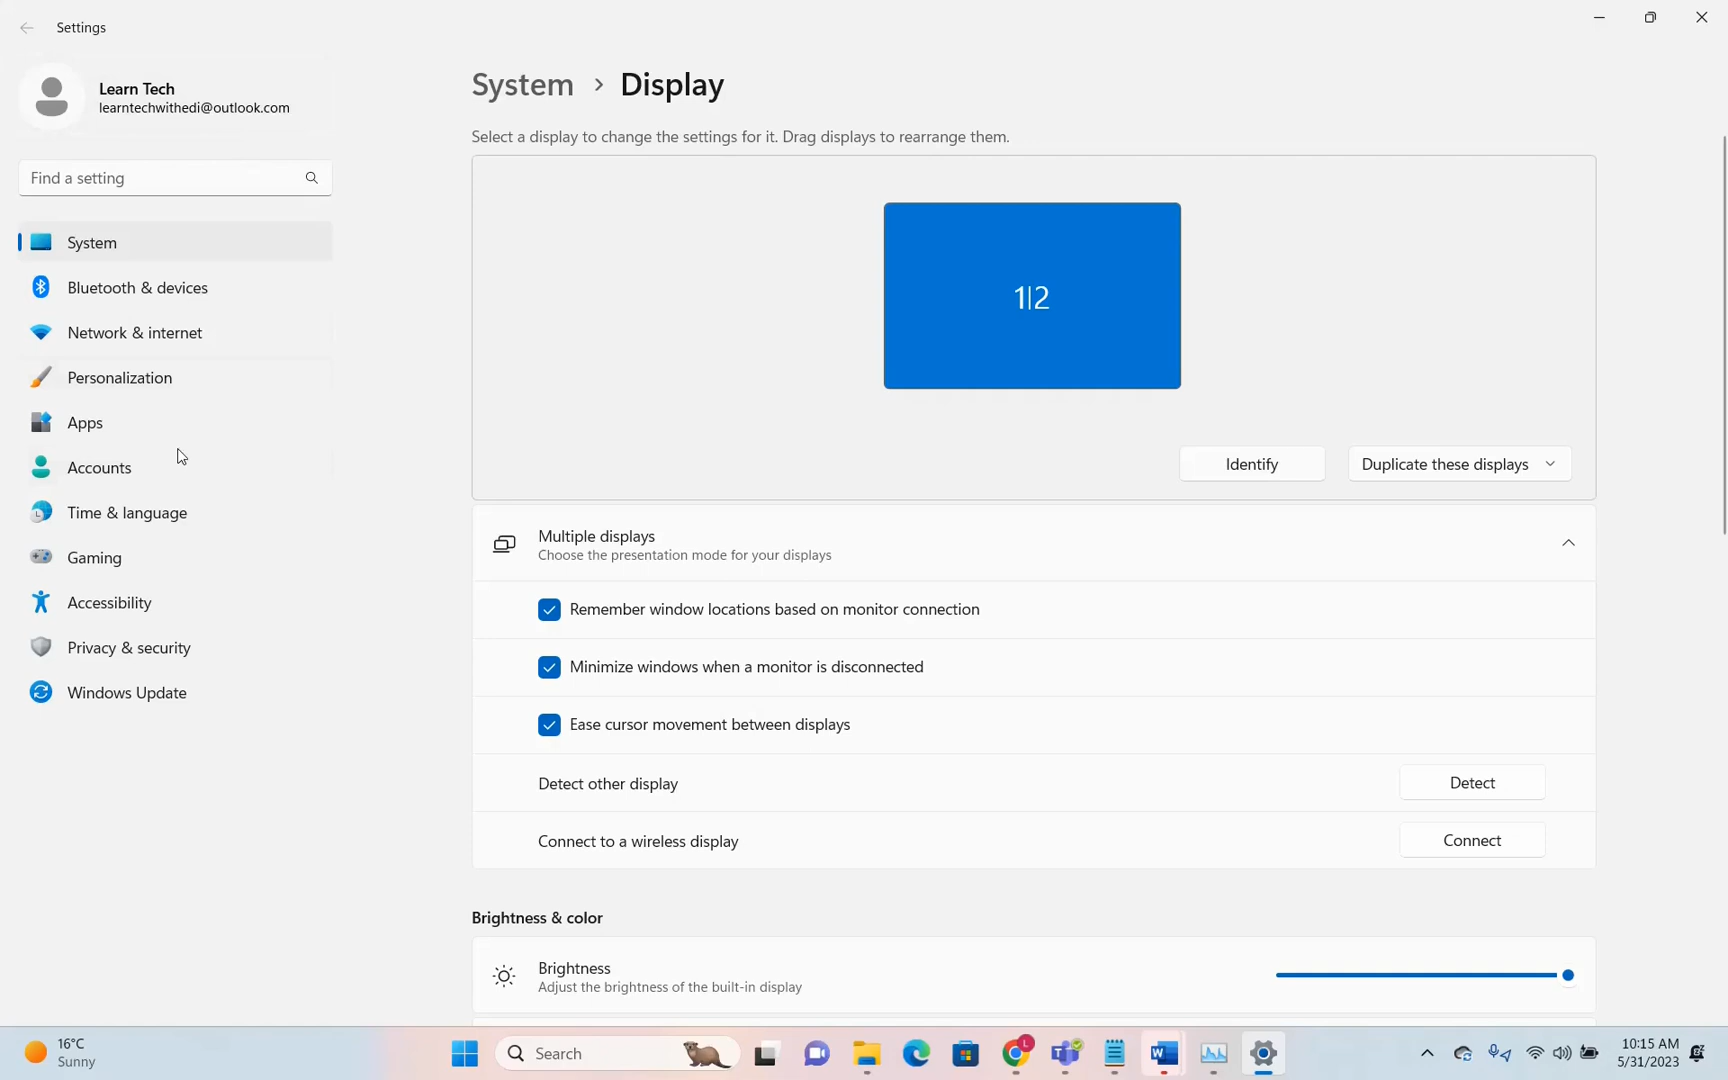 Settings
Learn Tech
learntechwithedi@outlook.com
Find a setting
System
Bluetooth & devices
Network & internet
Personalization
Apps
Accounts
Time & language
Gaming
Accessibility
Privacy & security
Windows Update
System > Display
Select a display to change the settings for it. Drag displays to rearrange them.
1|2
Identify
Duplicate these displays
Multiple displays
Choose the presentation mode for your displays
Remember window locations based on monitor connection
Minimize windows when a monitor is disconnected
Ease cursor movement between displays
Detect other display
Detect
Connect to a wireless display
Connect
Brightness & color
Brightness
Adjust the brightness of the built-in display
16°C
Sunny
Search
L
W
10:15 AM
5/31/2023